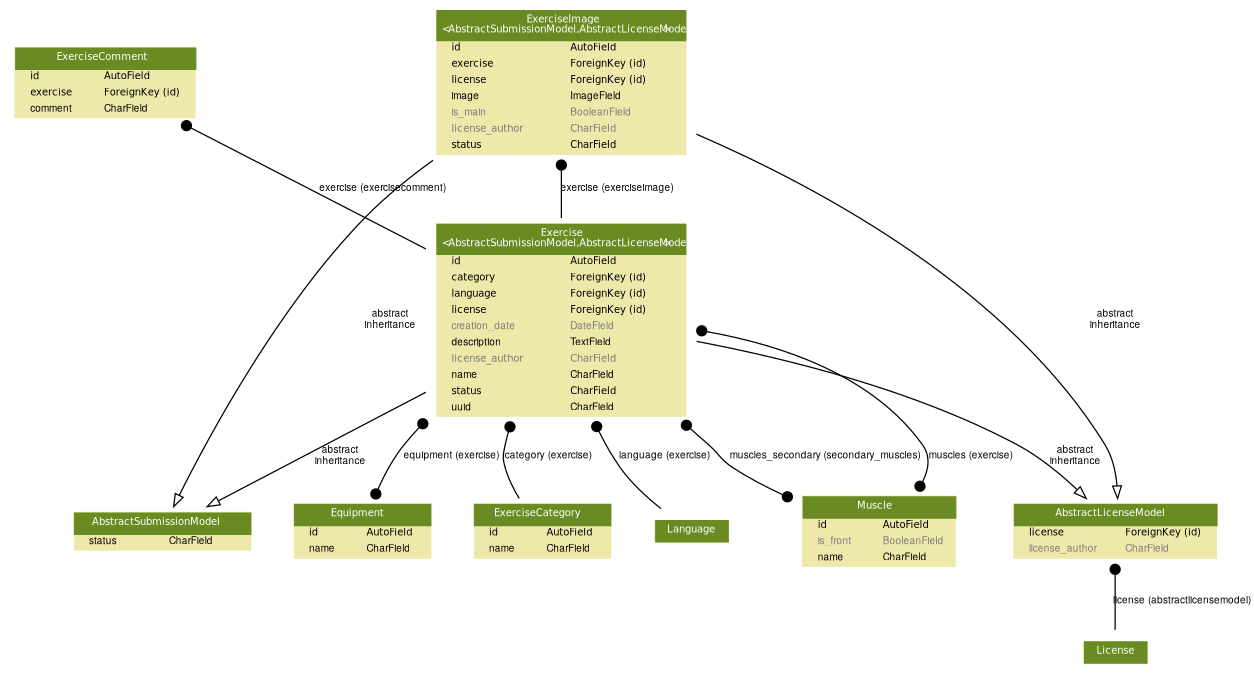 ExerciseImage
<AbstractSubmissionModel,AbstractLicenseModel>
id AutoField
exercise ForeignKey (id)
license ForeignKey (id)
image ImageField
is_main BooleanField
license_author CharField
status CharField
ExerciseComment
id AutoField
exercise ForeignKey (id)
comment CharField
exercise (exercisecomment)
exercise (exerciseimage)
Exercise
<AbstractSubmissionModel,AbstractLicenseModel>
id AutoField
category ForeignKey (id)
language ForeignKey (id)
license ForeignKey (id)
creation_date DateField
description TextField
license_author CharField
name CharField
status CharField
uuid CharField
abstract
inheritance
abstract
inheritance
abstract
inheritance
equipment (exercise)
category (exercise)
language (exercise)
muscles_secondary (secondary_muscles)
muscles (exercise)
abstract
inheritance
AbstractSubmissionModel
status CharField
Equipment
id AutoField
name CharField
ExerciseCategory
id AutoField
name CharField
Language
Muscle
id AutoField
is_front BooleanField
name CharField
AbstractLicenseModel
license ForeignKey (id)
license_author CharField
license (abstractlicensemodel)
License